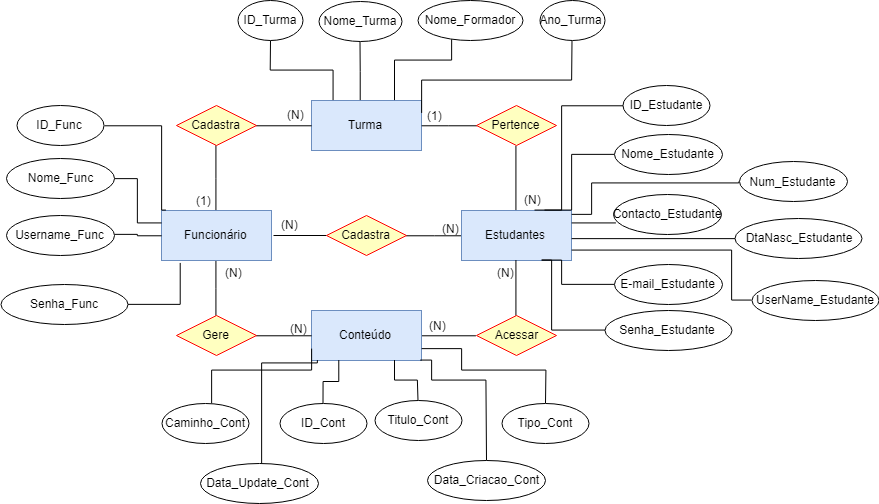 ID_Turma
Nome_Turma
Nome_Formador
Ano_Turma
ID_Func
Cadastra
(N)
Turma
(1)
Pertence
ID_Estudante
Nome_Estudante
Nome_Func
Num_Estudante
(1)
(N)
Contacto_Estudante
Username_Func
Funcionário
(N)
Cadastra
(N)
Estudantes
DtaNasc_Estudante
(N)
(N)
E-mail_Estudante
UserName_Estudante
Senha_Func
Gere
(N)
Conteúdo
(N)
Acessar
Senha_Estudante
Caminho_Cont
ID_Cont
Titulo_Cont
Tipo_Cont
Data_Update_Cont
Data_Criacao_Cont